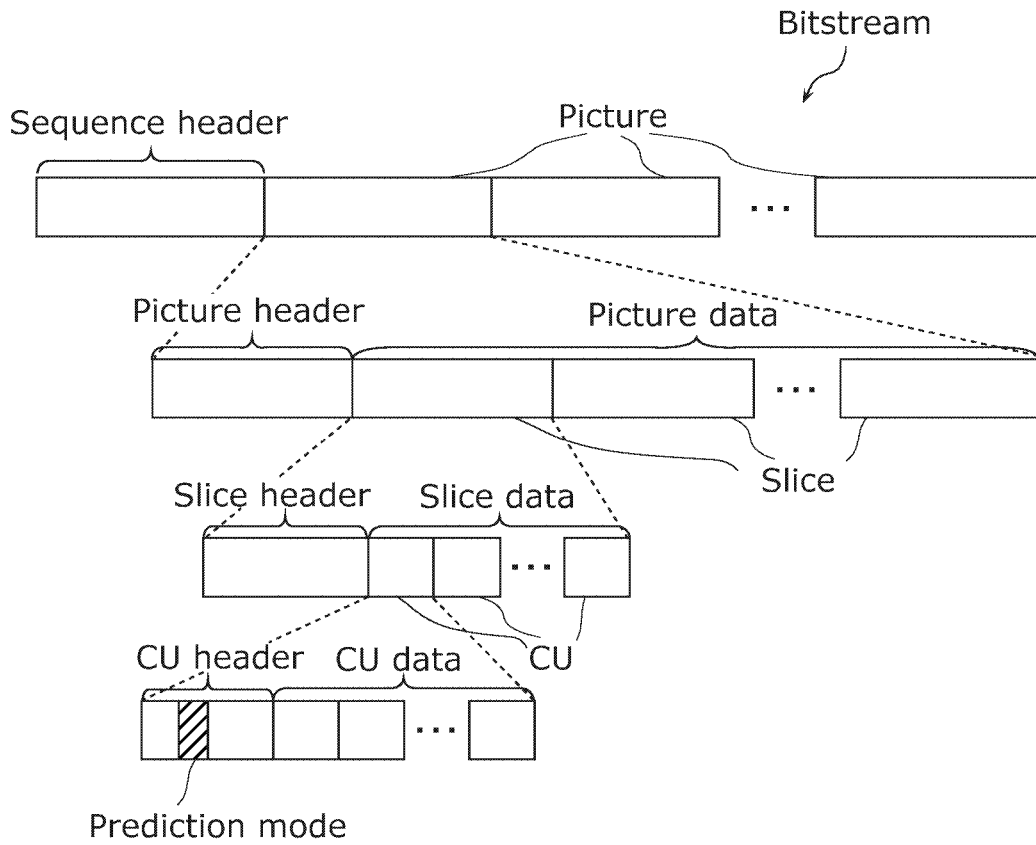 Bitstream
Sequence header
Picture
...
Picture header
Picture data
...
Slice
Slice header
Slice data
...
CU
CU header
CU data
...
Prediction mode